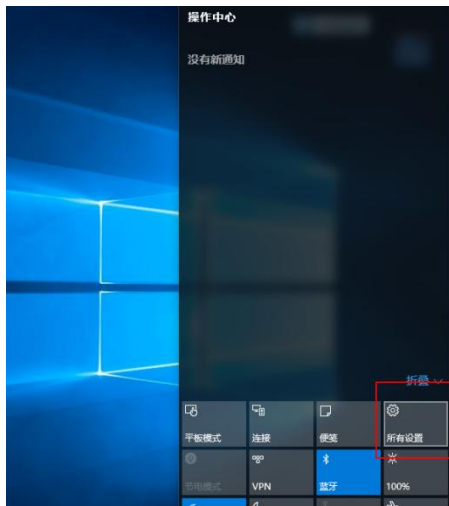 操作中心
没有新通知
折叠
平板模式
连接
便笺
所有设置
节电模式
VPN
蓝牙
100%